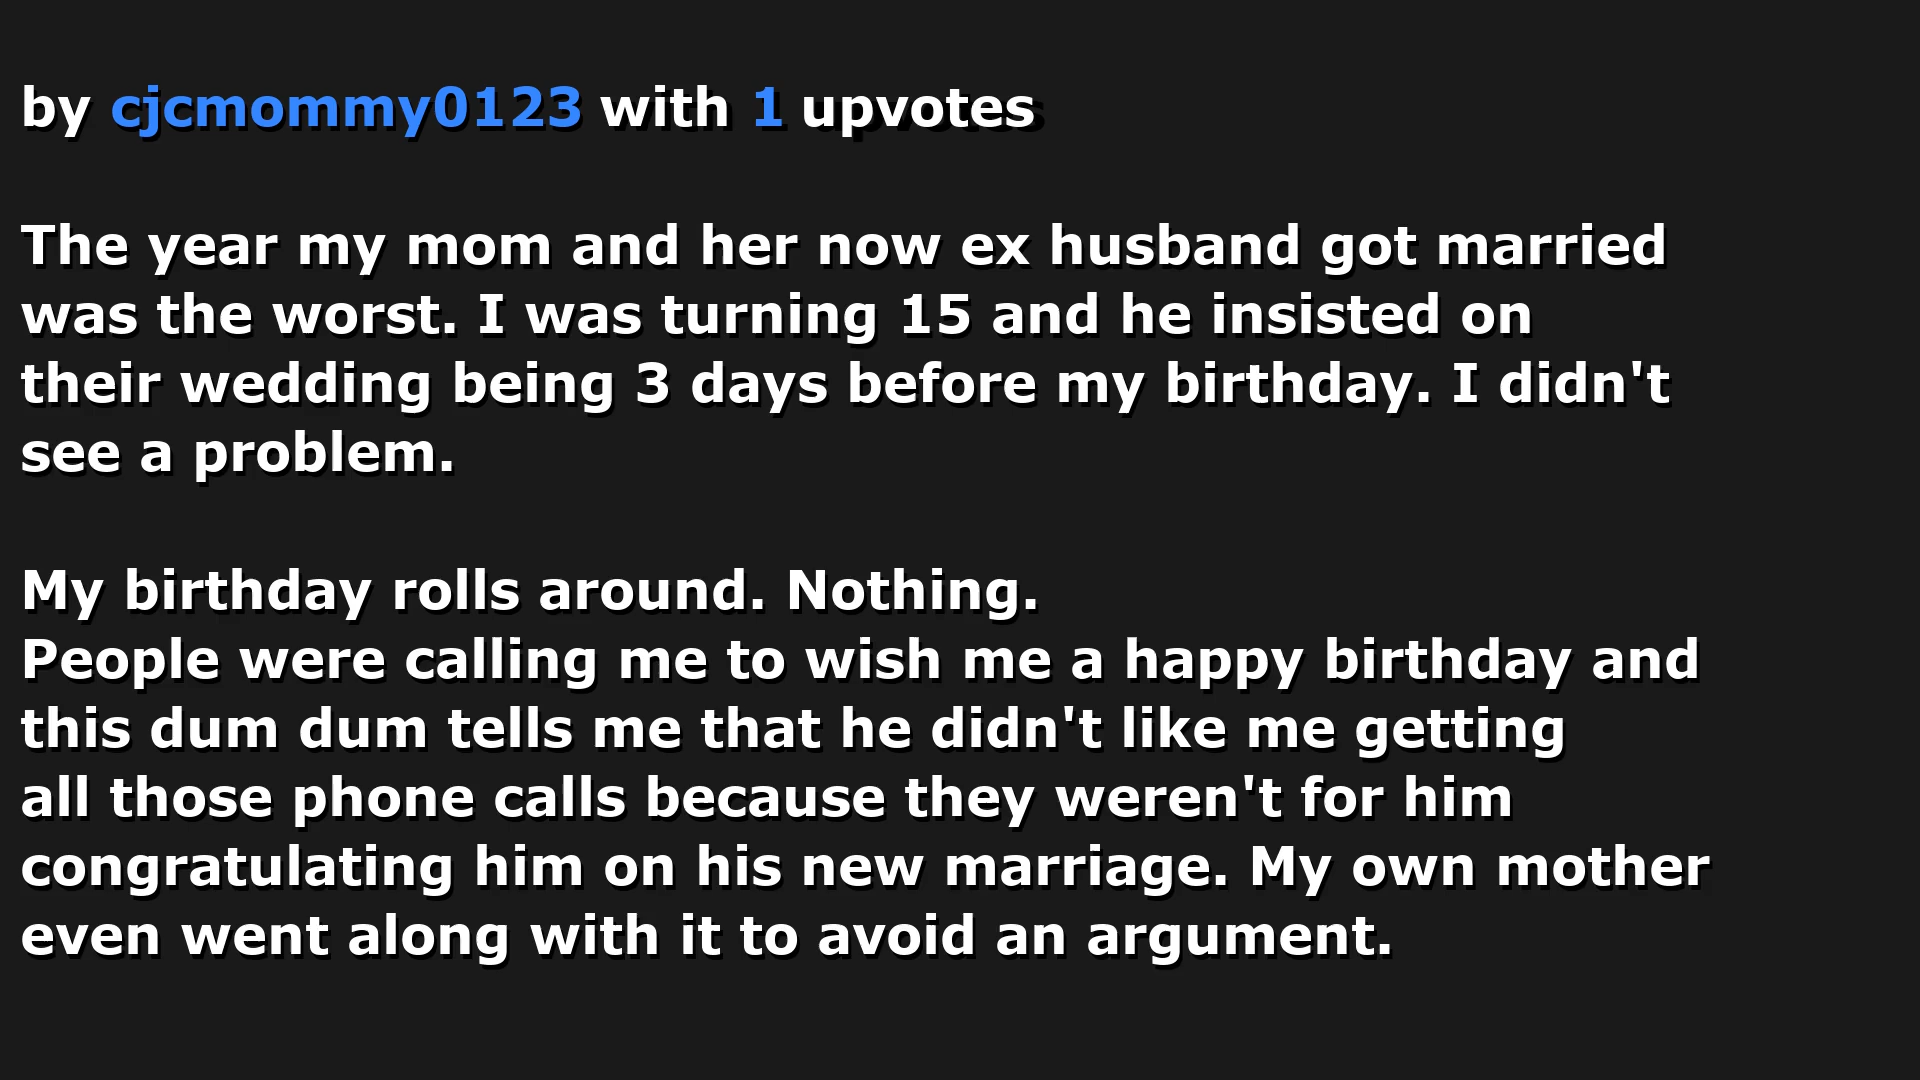 by cjcmommy0123 with 1 upvotes
The year my mom and her now ex husband got married
was the worst. I was turning 15 and he insisted on
their wedding being 3 days before my birthday. I didn't
see a problem.
My birthday rolls around. Nothing.
People were calling me to wish me a happy birthday and
this dum dum tells me that he didn't like me getting
all those phone calls because they weren't for him
congratulating him on his new marriage. My own mother
even went along with it to avoid an argument.